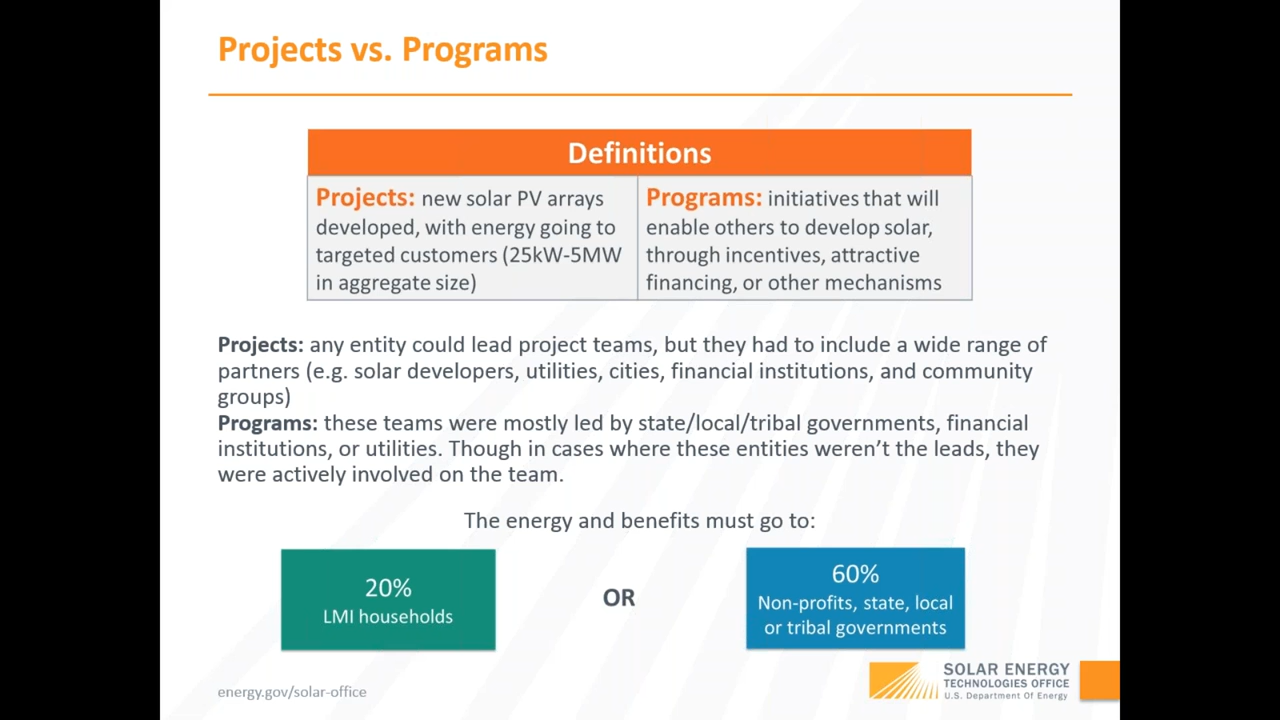 Projects vs. Programs
Definitions
Projects: new solar PV arrays
developed, with energy going to
targeted customers (25kW-5MW
in aggregate size)
Programs: initiatives that will
enable others to develop solar,
through incentives, attractive
financing, or other mechanisms
Projects: any entity could lead project teams, but they had to include a wide range of
partners (e.g. solar developers, utilities, cities, financial institutions, and community
groups)
Programs: these teams were mostly led by state/local/tribal governments, financial
institutions, or utilities. Though in cases where these entities weren't the leads, they
were actively involved on the team.
The energy and benefits must go to:
20%
LMI households
OR
60%
Non-profits, state, local
or tribal governments
energy.gov/solar-office
SOLAR ENERGY
TECHNOLOGIES OFFICE
U.S. Department Of Energy